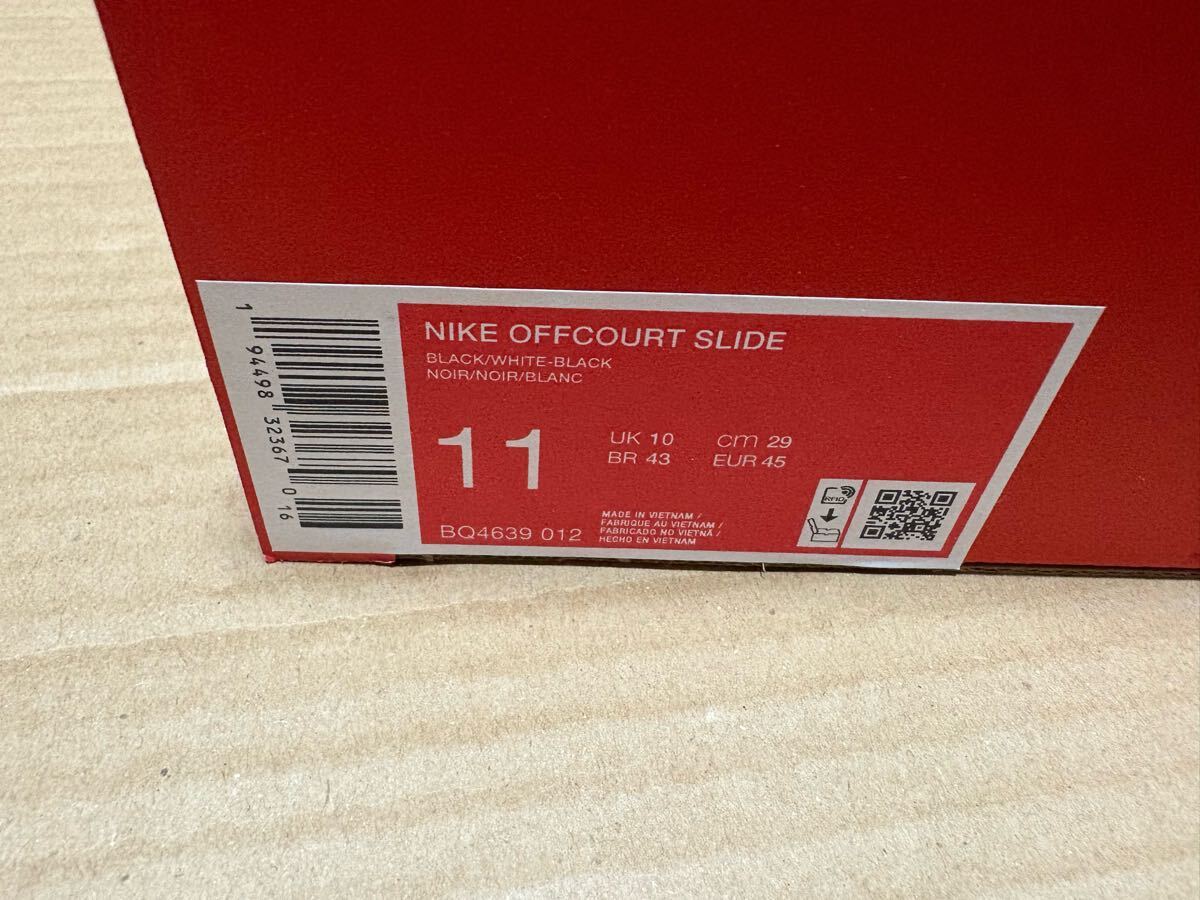 NIKE OFFCOURT SLIDE
BLACK/WHITE-BLACK
NOIR/NOIR/BLANC
11
UK 10 cm 29
BR 43 EUR 45
BQ4639 012
MADE IN VIETNAM /
FABRIQUE AU VIETNAM /
FABRICADO NO VIETNÃ /
HECHO EN VIETNAM
RFID
1 94498 32367 0 16